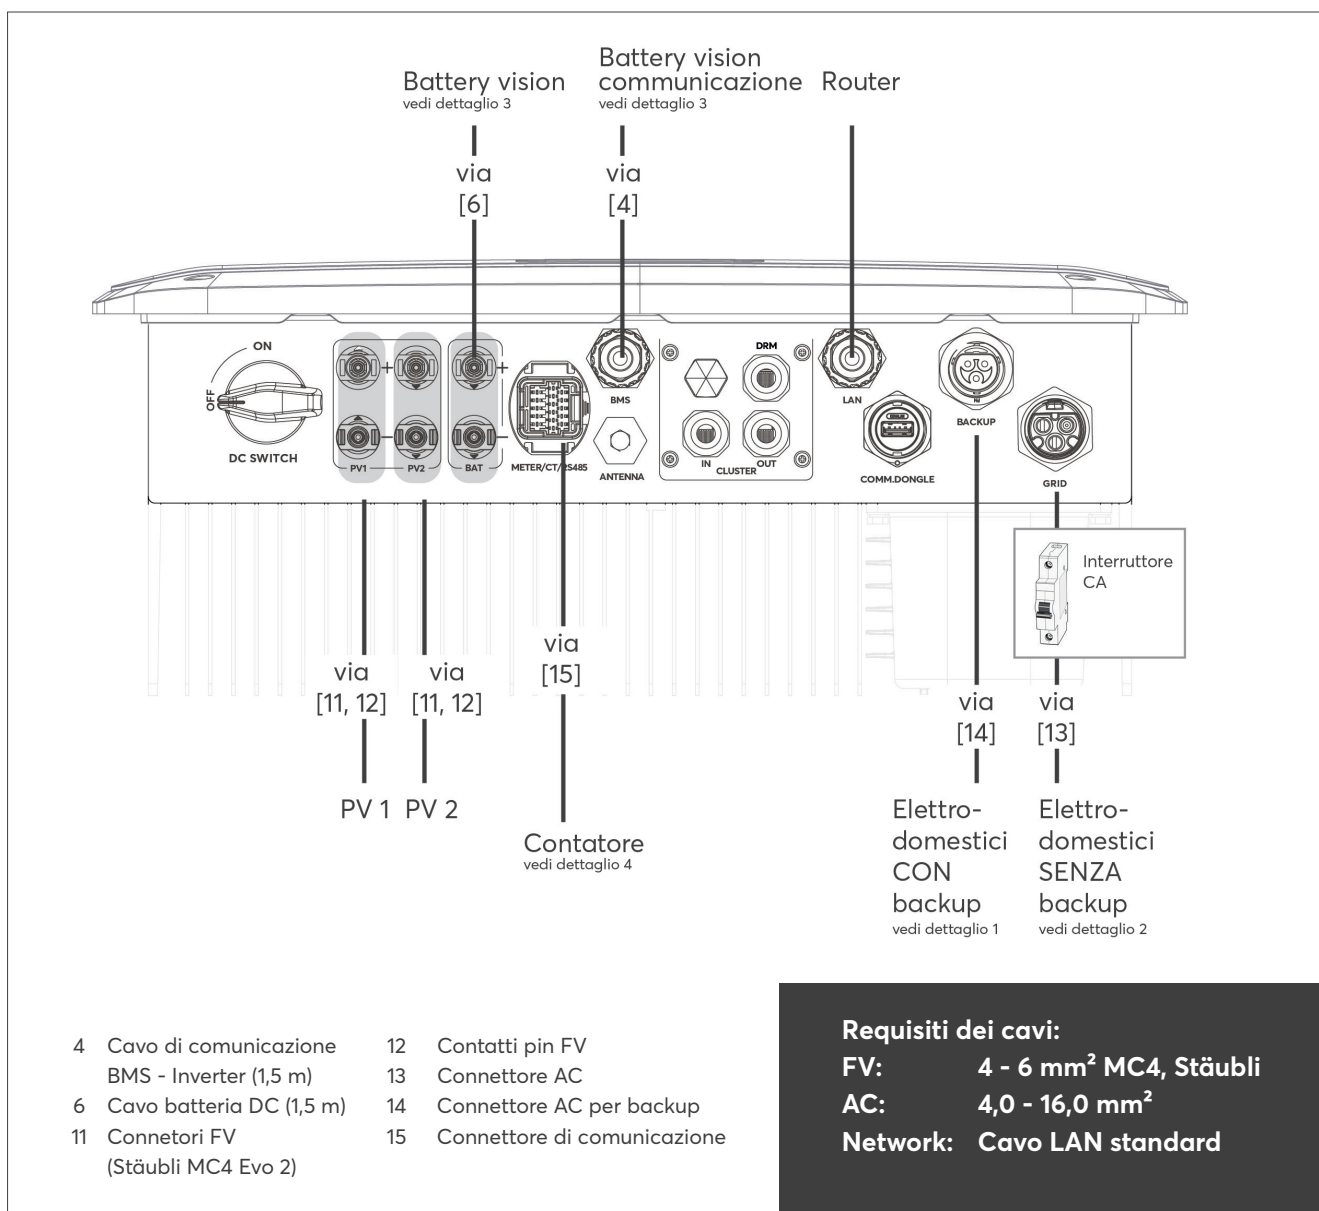 Battery vision
vedi dettaglio 3
Battery vision
communicazione
vedi dettaglio 3
Router
via
[6]
via
[4]
ON
OFF
DC SWITCH
+
+
-
-
PV1
PV2
BAT
METER/CT/RS485
BMS
ANTENNA
DRM
IN
OUT
CLUSTER
LAN
COMM.DONGLE
BACKUP
GRID
Interruttore
CA
via
[11, 12]
via
[11, 12]
via
[15]
via
[14]
via
[13]
PV 1
PV 2
Contatore
vedi dettaglio 4
Elettro-
domestici
CON
backup
vedi dettaglio 1
Elettro-
domestici
SENZA
backup
vedi dettaglio 2
4 Cavo di comunicazione
BMS - Inverter (1,5 m)
6 Cavo batteria DC (1,5 m)
11 Connetori FV
(Stäubli MC4 Evo 2)
12 Contatti pin FV
13 Connettore AC
14 Connettore AC per backup
15 Connettore di comunicazione
Requisiti dei cavi:
FV: 4 - 6 mm² MC4, Stäubli
AC: 4,0 - 16,0 mm²
Network: Cavo LAN standard